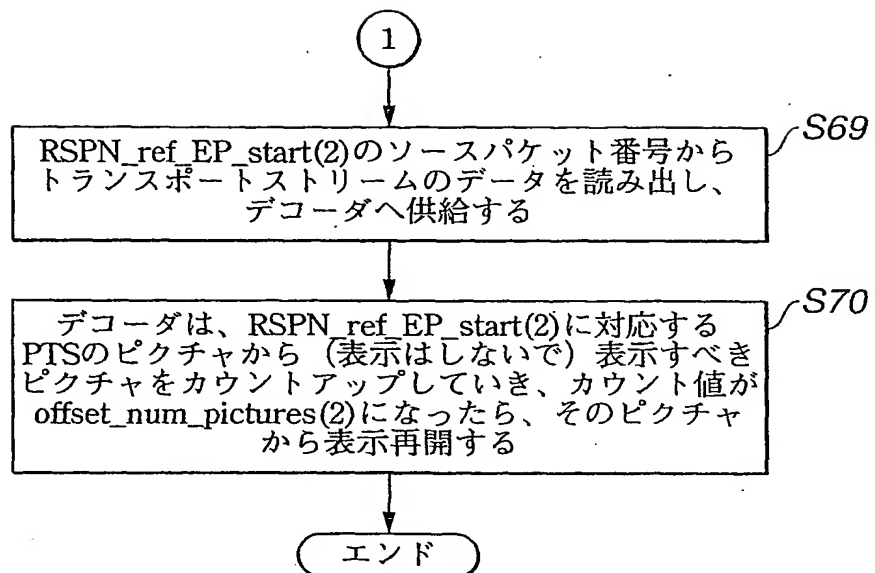 1
S69
RSPN_ref_EP_start(2)のソースパケット番号から
トランスポートストリームのデータを読み出し、
デコーダへ供給する
S70
デコーダは、RSPN_ref_EP_start(2)に対応する
PTSのピクチャから（表示はしないで）表示すべき
ピクチャをカウントアップしていき、カウント値が
offset_num_pictures(2)になったら、そのピクチャ
から表示再開する
エンド